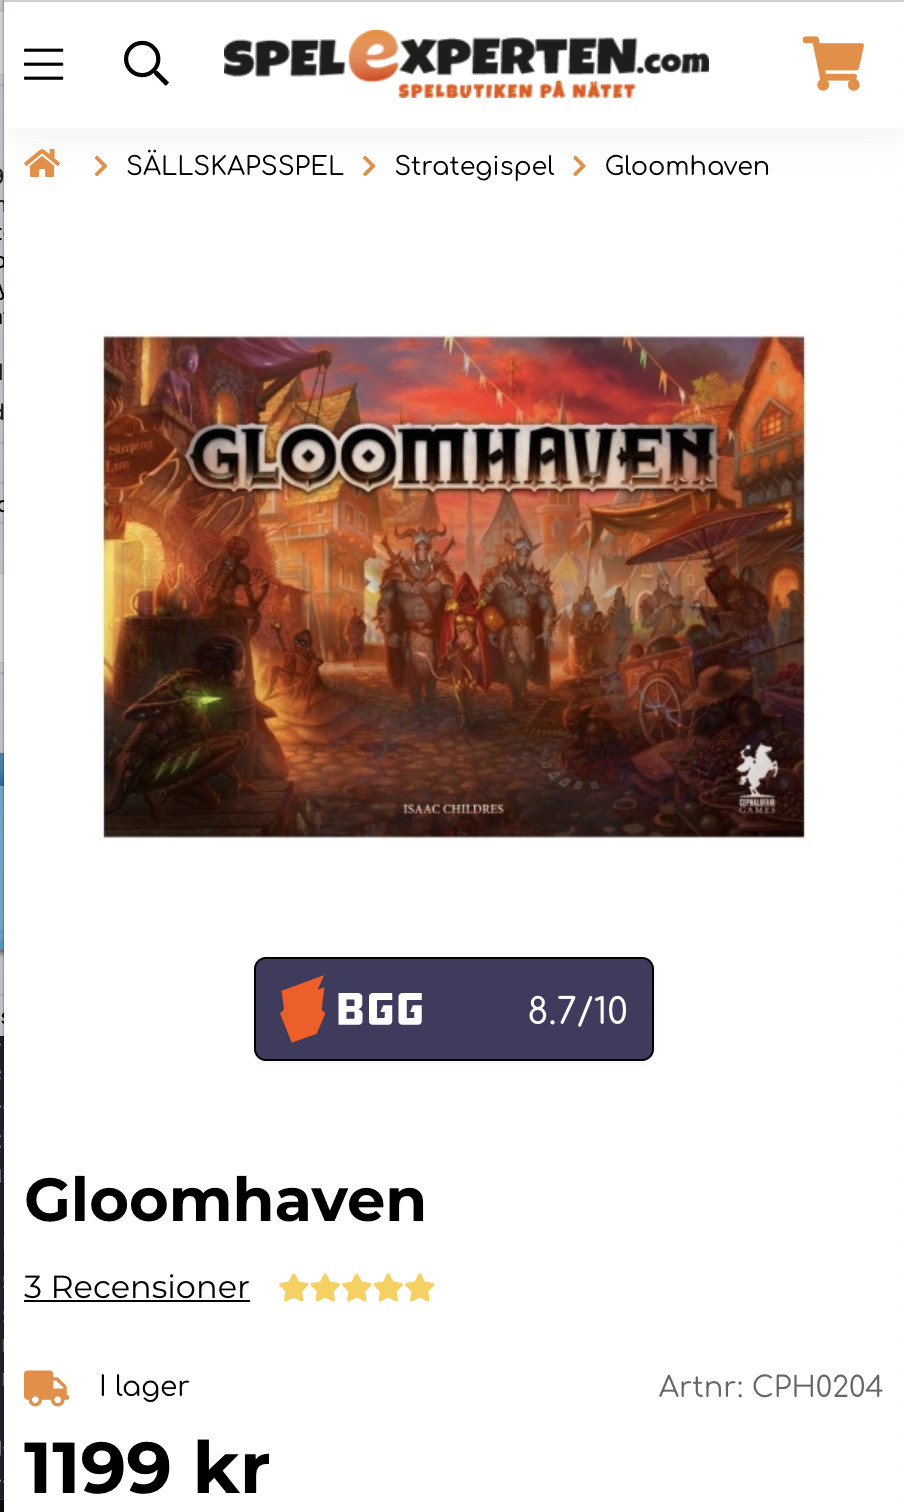 SPELEXPERTEN.com
SPELBUTIKEN PÅ NÄTET
SÄLLSKAPSSPEL
Strategispel
Gloomhaven
Sleeping
Lion
GLOOMHAVEN
ISAAC CHILDRES
CEPHALOFAIR
GAMES
BGG 8.7/10
Gloomhaven
3 Recensioner
I lager
Artnr: CPH0204
1199 kr